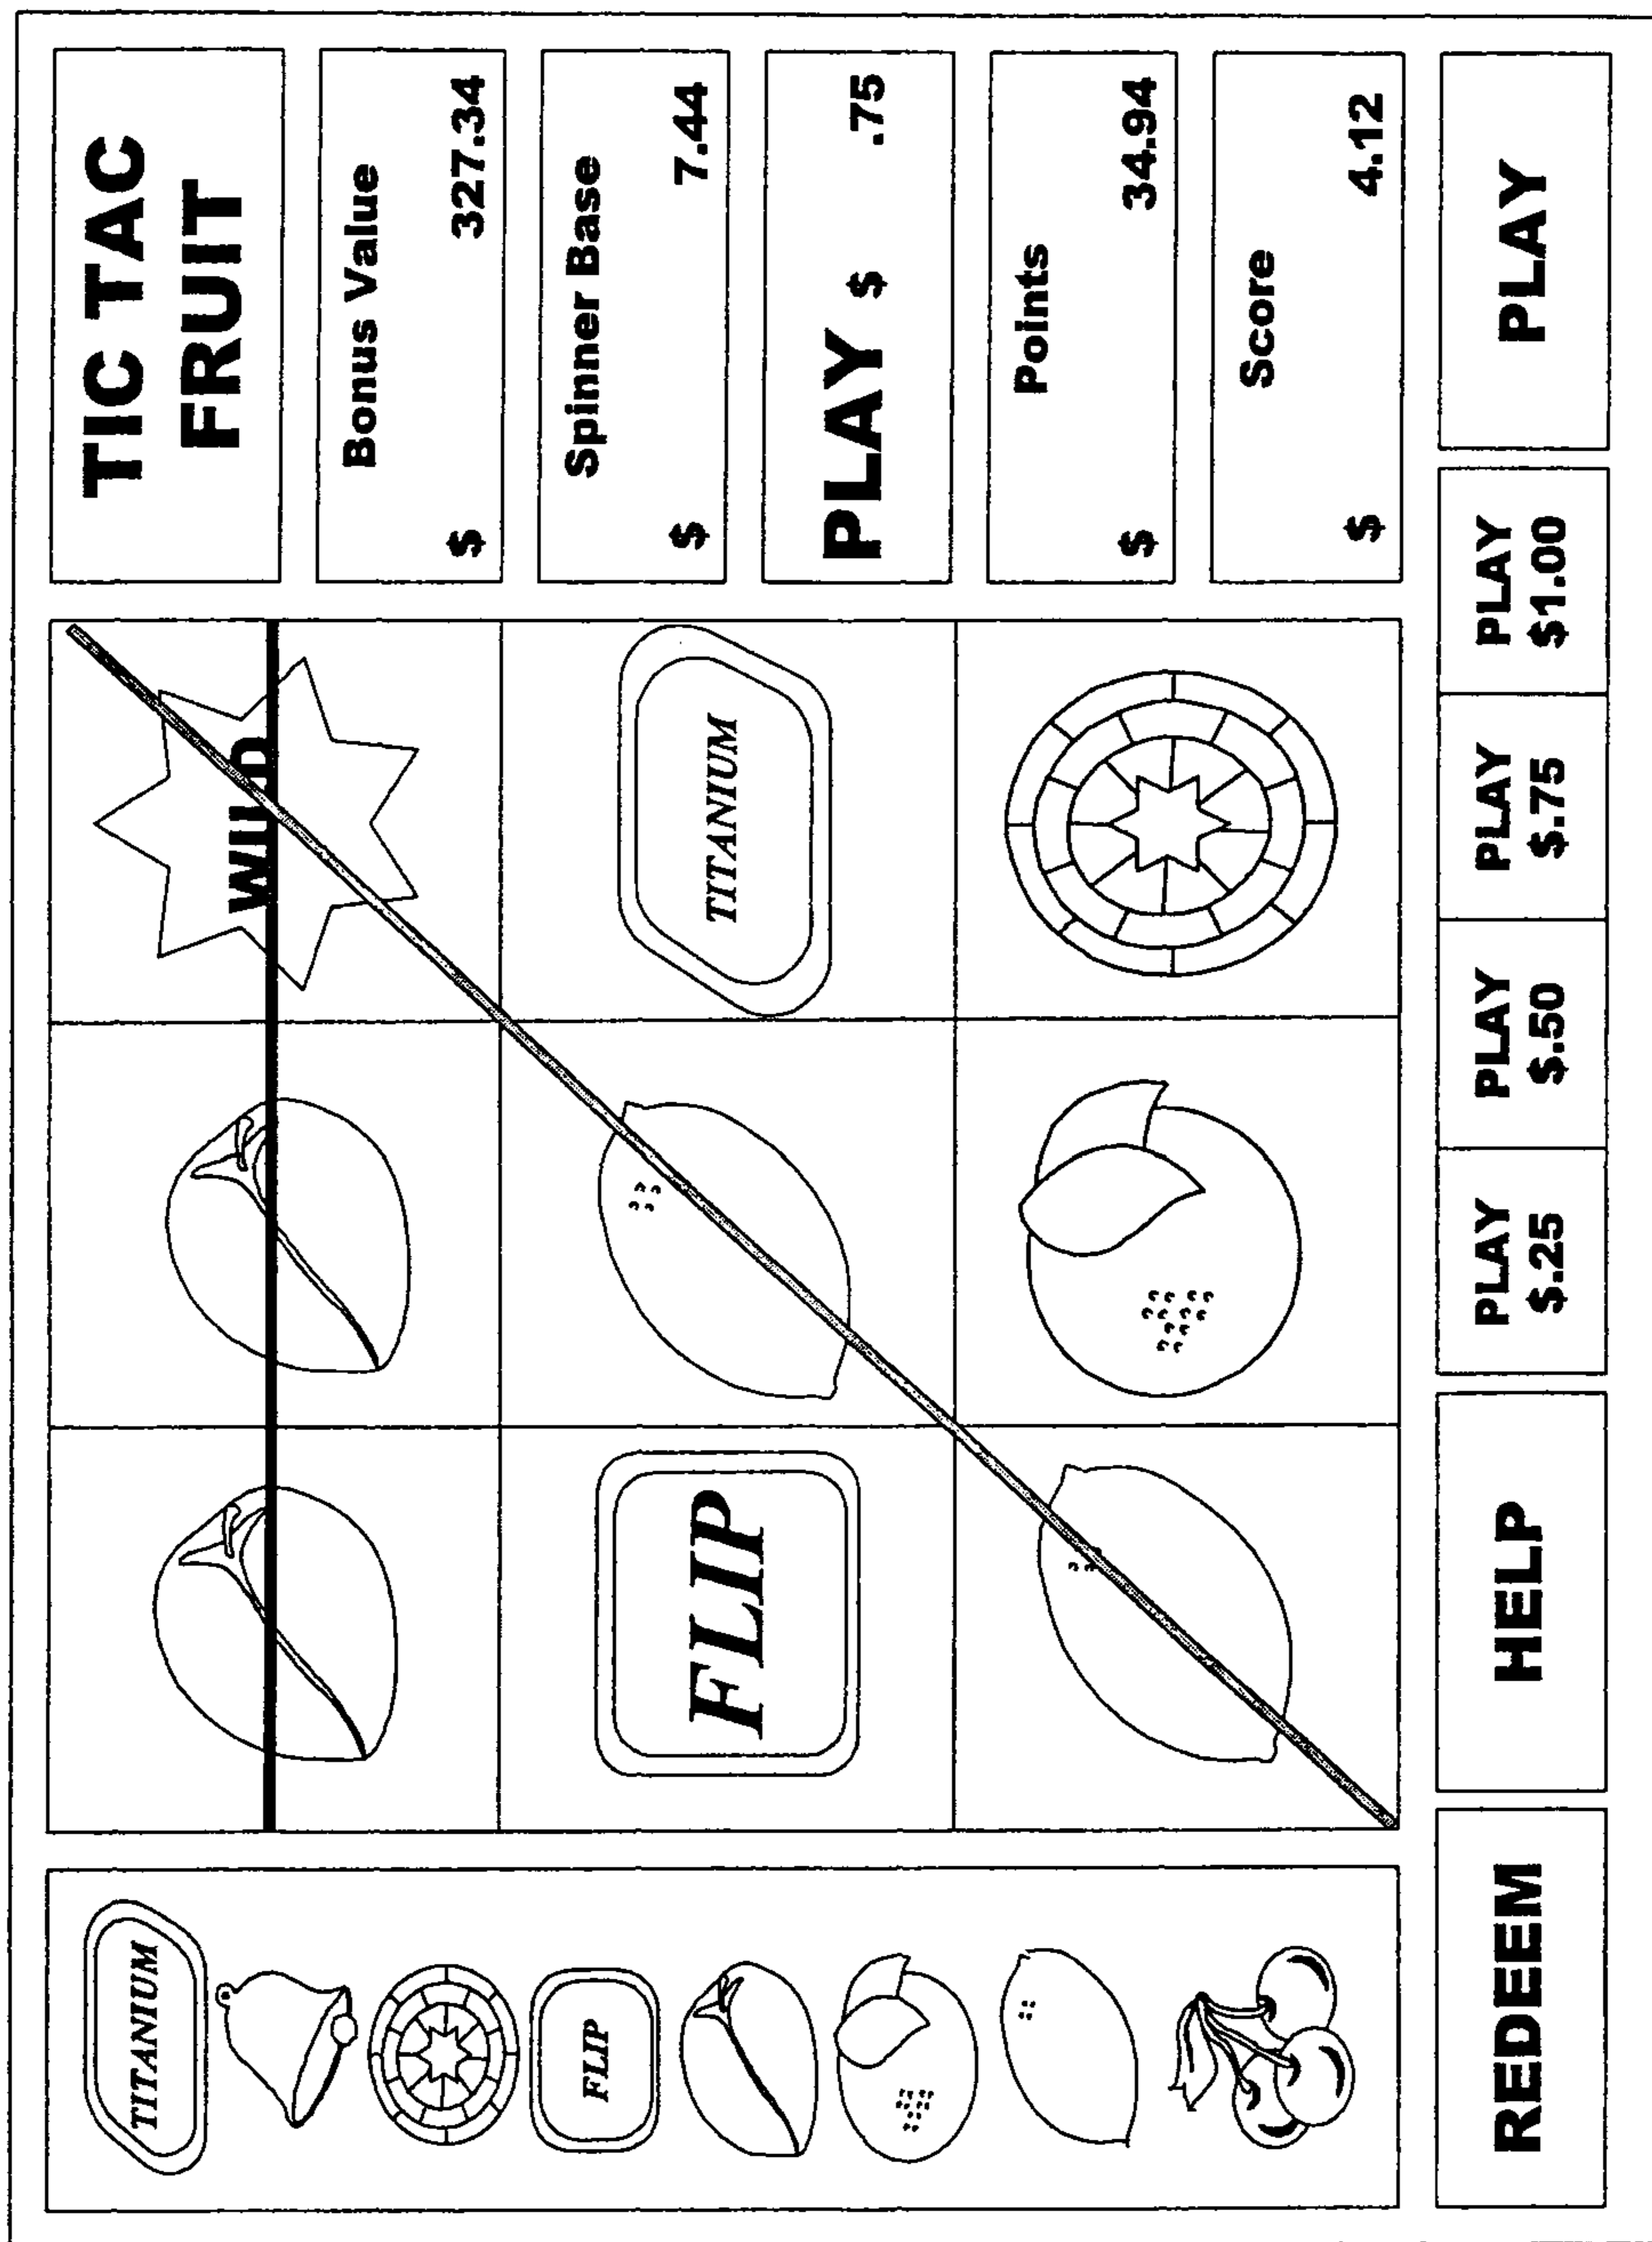 TITANIUM
FLIP
WILD
FLIP
TITANIUM
TIC TAC
FRUIT
Bonus Value
$ 327.34
Spinner Base
$ 7.44
PLAY $ .75
Points
$ 34.94
Score
$ 4.12
REDEEM
HELP
PLAY
$.25
PLAY
$.50
PLAY
$.75
PLAY
$1.00
PLAY